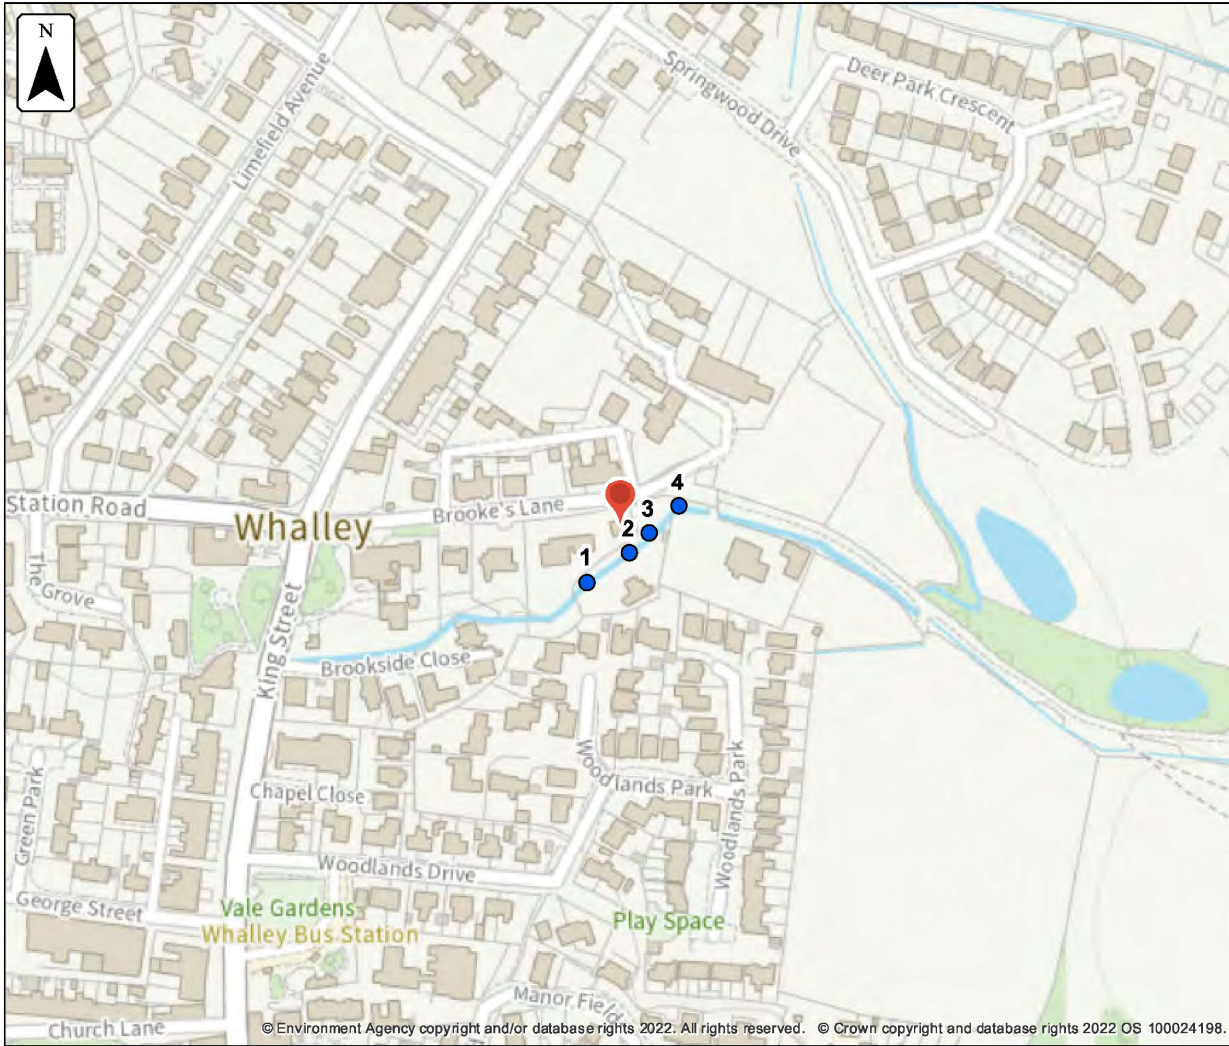 N
Springwood Drive
Deer Park Crescent
Limefield Avenue
Station Road
Whalley
Brooke's Lane
4
3
2
1
The Grove
King Street
Brookside Close
Woodlands Park
Woodlands Park
Chapel Close
Green Park
Woodlands Drive
George Street
Vale Gardens
Whalley Bus Station
Play Space
Manor Field
Church Lane
© Environment Agency copyright and/or database rights 2022. All rights reserved. © Crown copyright and database rights 2022 OS 100024198.